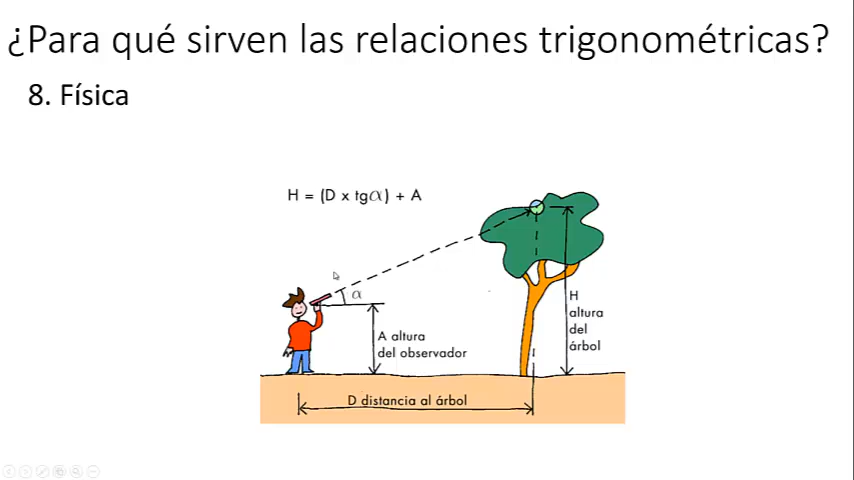 ¿Para qué sirven las relaciones trigonométricas?
8. Física
H = (D x tgα) + A
α
A altura
del observador
H
altura
del
árbol
D distancia al árbol